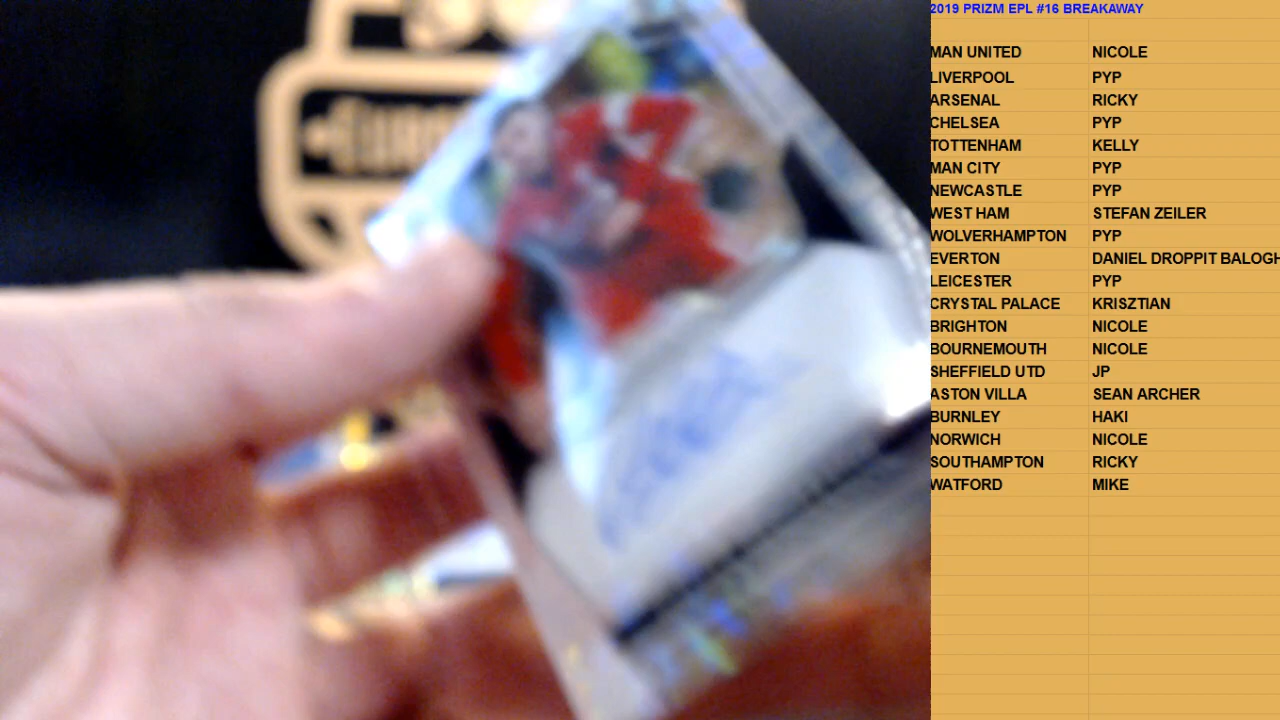 2019 PRIZM EPL #16 BREAKAWAY
MAN UNITED NICOLE
LIVERPOOL PYP
ARSENAL RICKY
CHELSEA PYP
TOTTENHAM KELLY
MAN CITY PYP
NEWCASTLE PYP
WEST HAM STEFAN ZEILER
WOLVERHAMPTON PYP
EVERTON DANIEL DROPPIT BALOGH
LEICESTER PYP
CRYSTAL PALACE KRISZTIAN
BRIGHTON NICOLE
BOURNEMOUTH NICOLE
SHEFFIELD UTD JP
ASTON VILLA SEAN ARCHER
BURNLEY HAKI
NORWICH NICOLE
SOUTHAMPTON RICKY
WATFORD MIKE